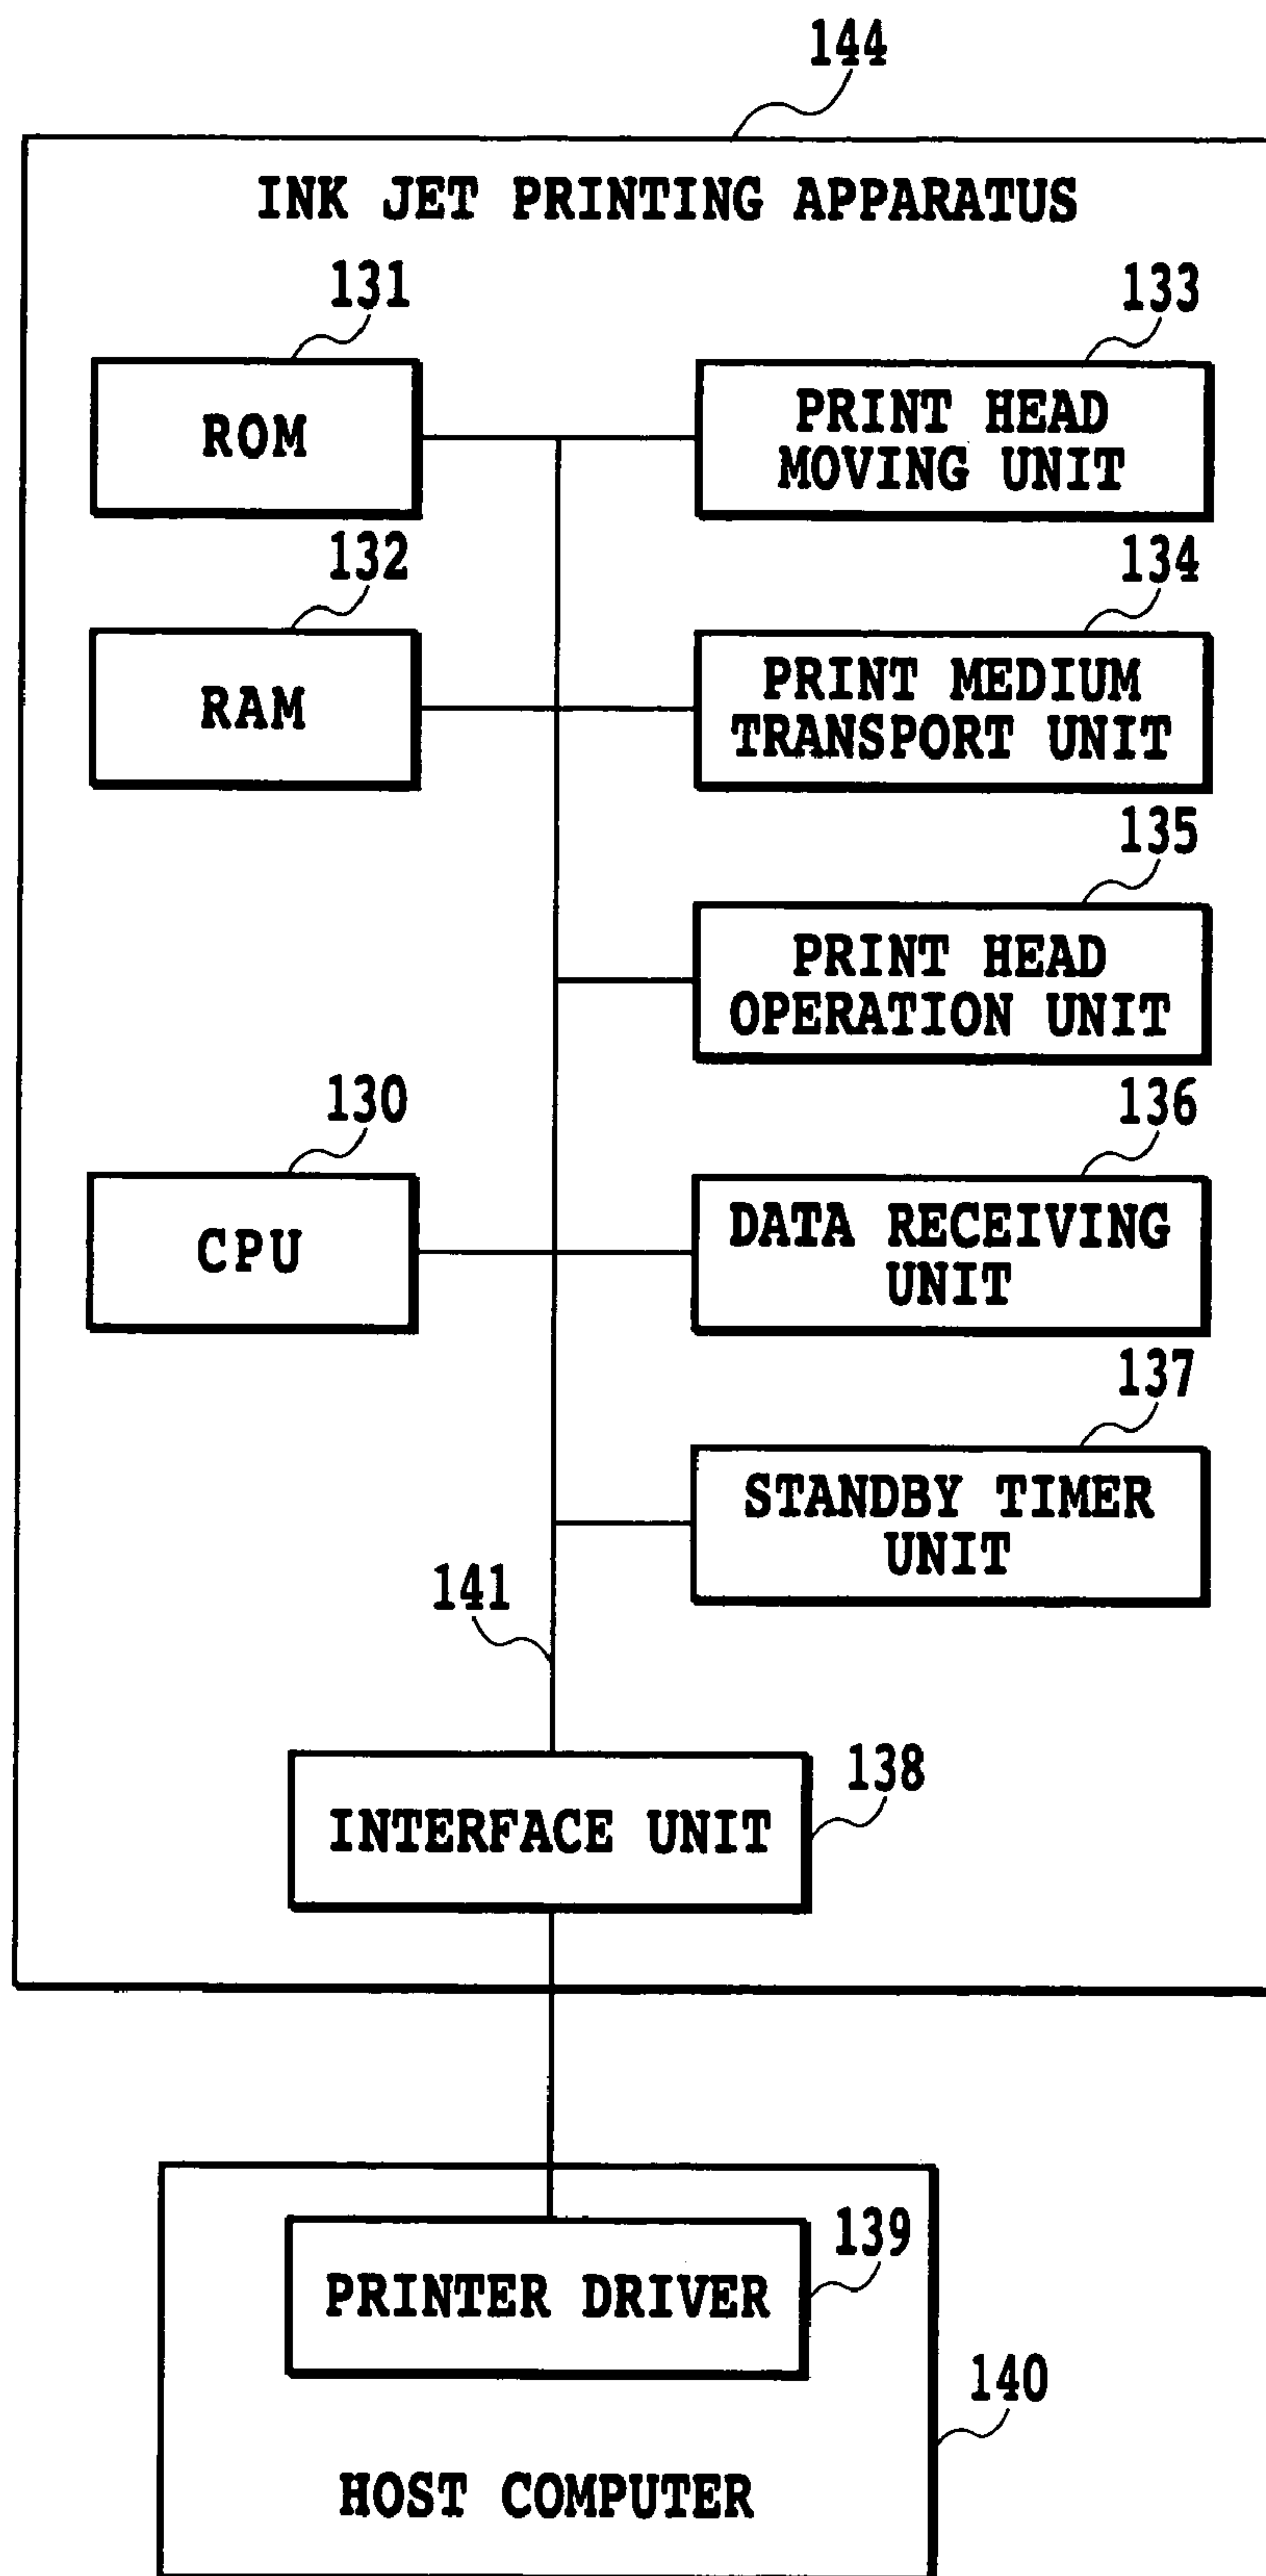 144
INK JET PRINTING APPARATUS
131
133
ROM
PRINT HEAD
MOVING UNIT
132
134
RAM
PRINT MEDIUM
TRANSPORT UNIT
135
PRINT HEAD
OPERATION UNIT
130
136
CPU
DATA RECEIVING
UNIT
137
STANDBY TIMER
UNIT
141
138
INTERFACE UNIT
139
PRINTER DRIVER
140
HOST COMPUTER